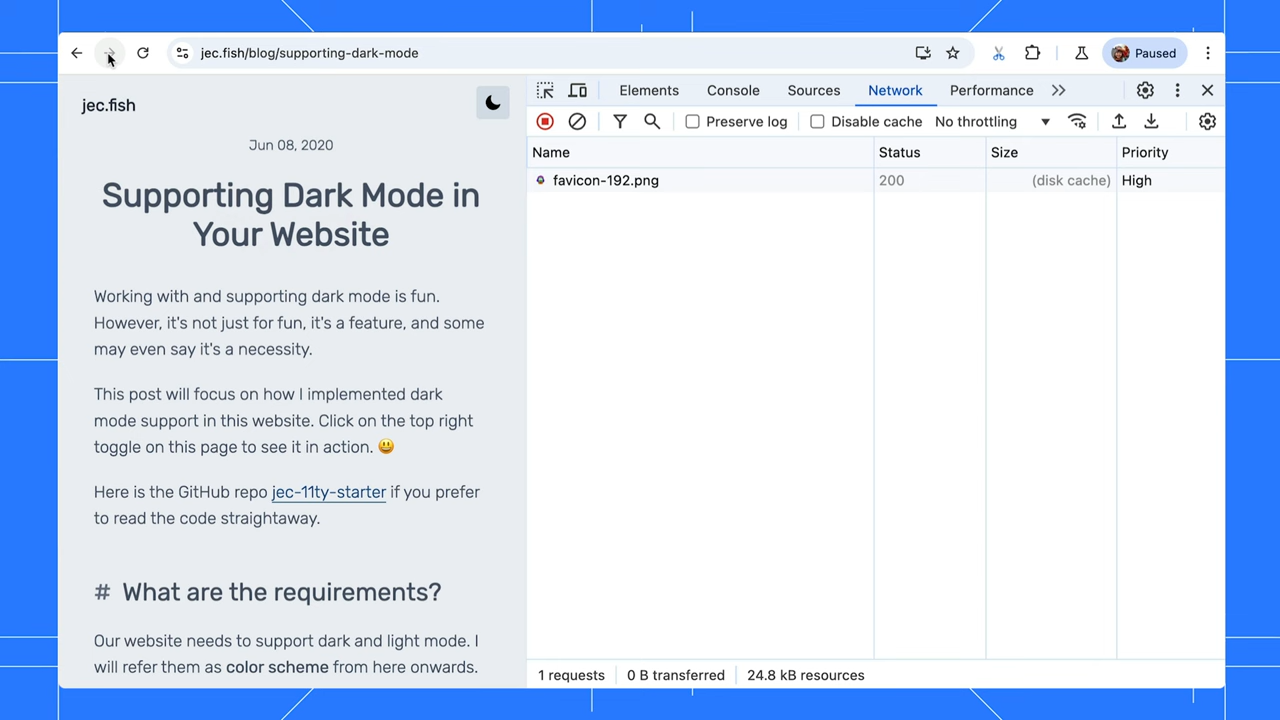 jec.fish/blog/supporting-dark-mode
Paused
jec.fish
Jun 08, 2020
Supporting Dark Mode in
Your Website
Working with and supporting dark mode is fun.
However, it's not just for fun, it's a feature, and some
may even say it's a necessity.
This post will focus on how I implemented dark
mode support in this website. Click on the top right
toggle on this page to see it in action. 😃
Here is the GitHub repo jec-11ty-starter if you prefer
to read the code straightaway.
# What are the requirements?
Our website needs to support dark and light mode. I
will refer them as color scheme from here onwards.
Elements Console Sources Network Performance
Preserve log Disable cache No throttling
Name Status Size Priority
favicon-192.png 200 (disk cache) High
1 requests 0 B transferred 24.8 kB resources